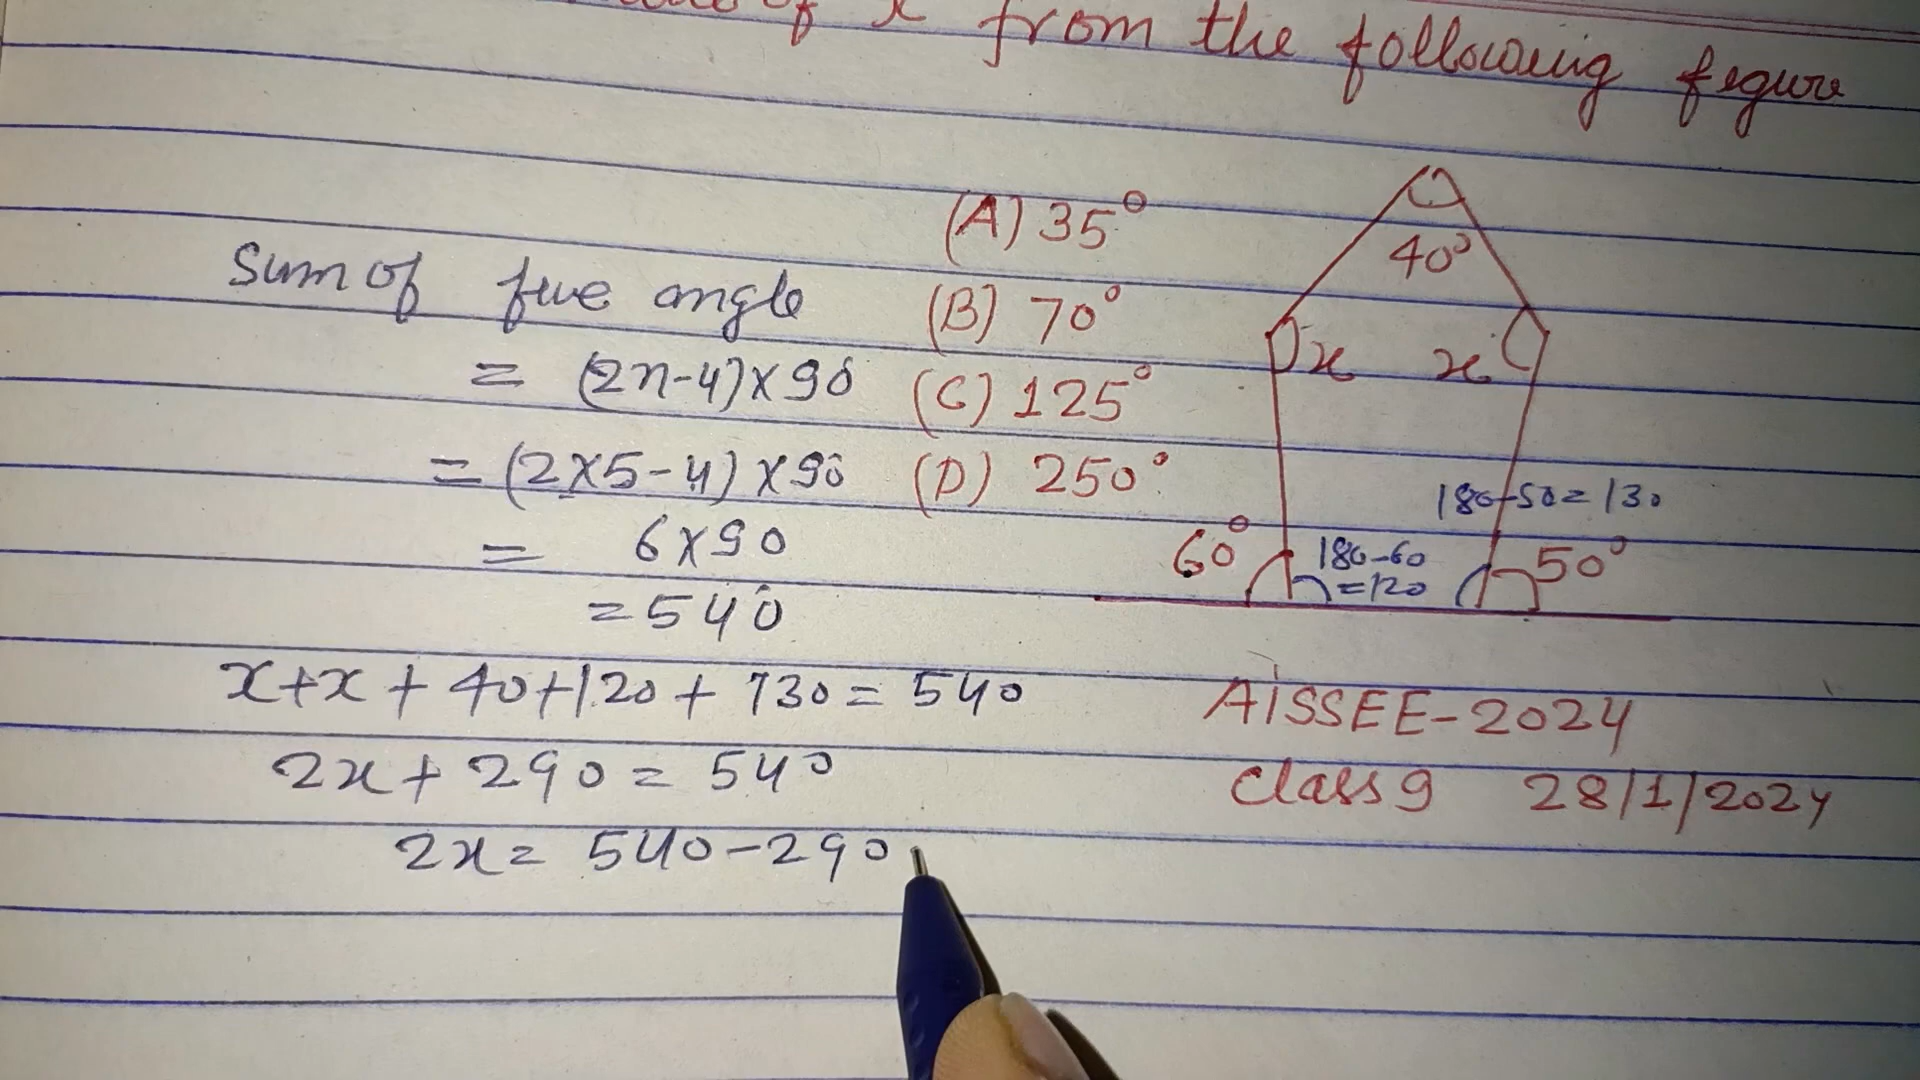 of x from the following figure
(A) 35°
40°
Sum of five angle
(B) 70°
x x
= (2n-4)×90
(C) 125°
= (2×5-4)×90
(D) 250°
180-50=130
= 6×90
60°
180-60
=120
50°
=540
x+x+40+120+130=540
AISSEE-2024
2x+290=540
class 9 28/1/2024
2x=540-290